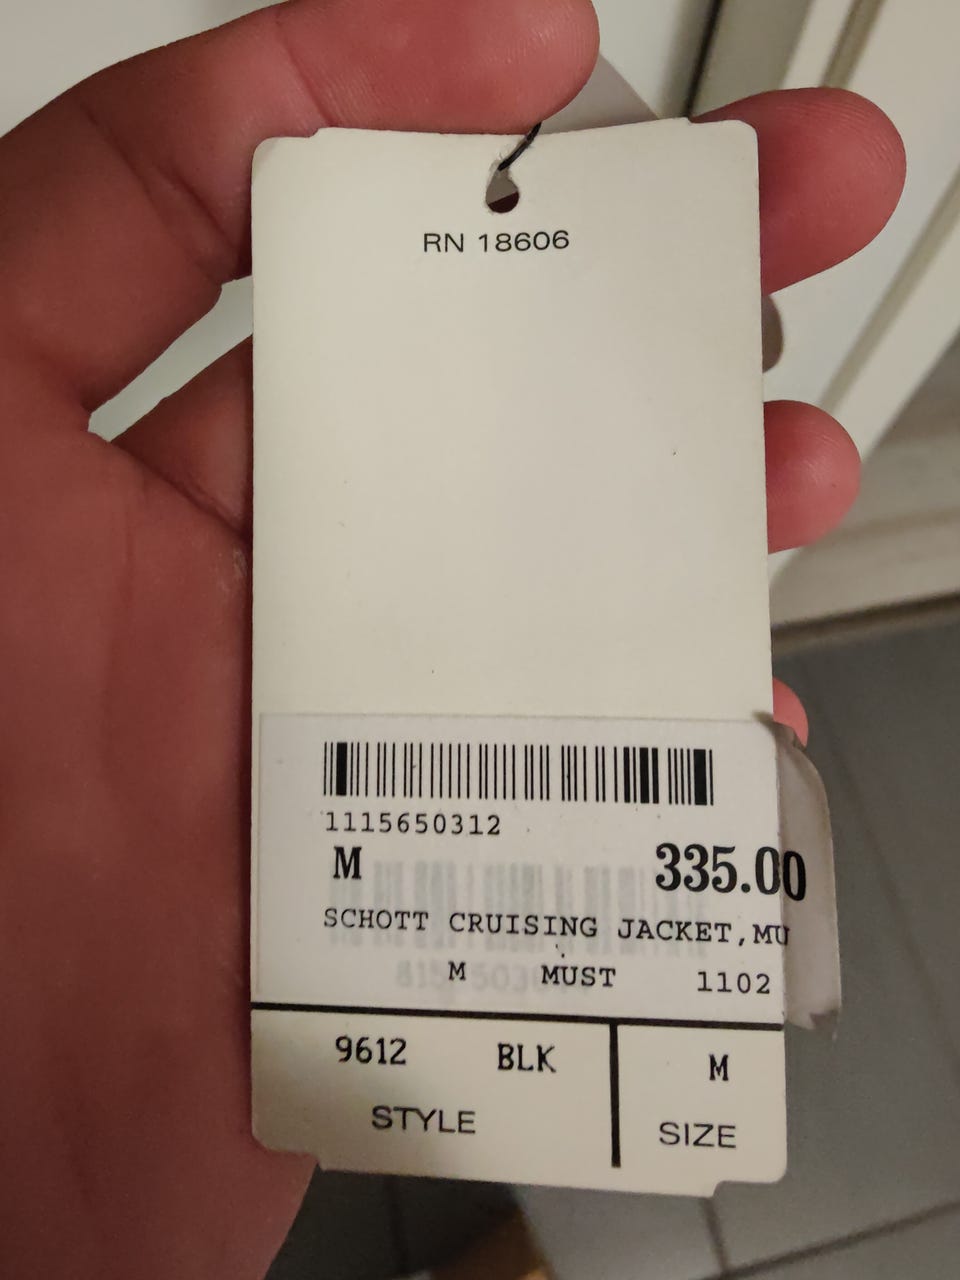 RN 18606
1115650312
M 335.00
SCHOTT CRUISING JACKET,MU
M MUST 1102
9612 BLK M
STYLE SIZE